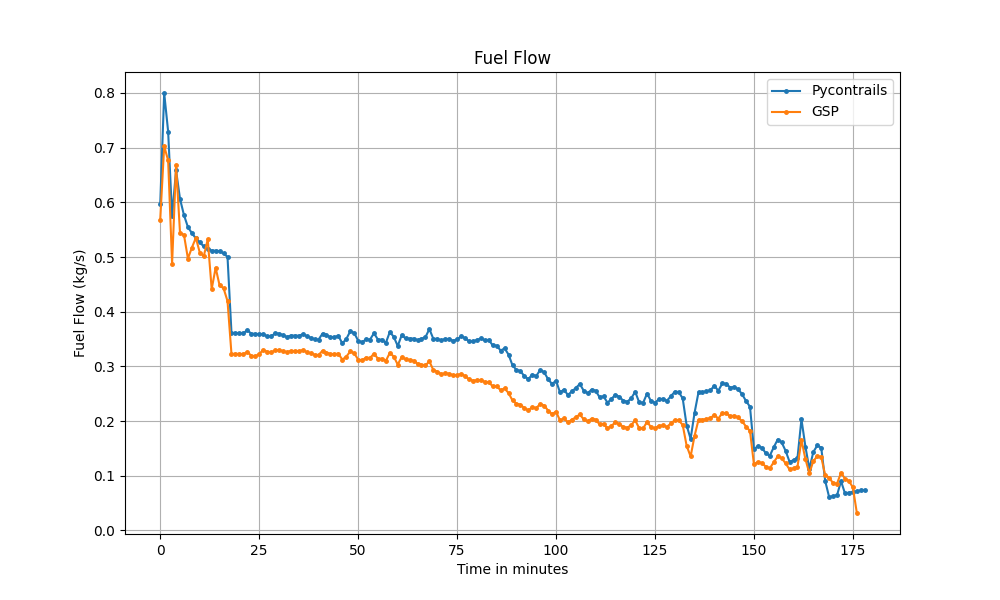 Fuel Flow
Pycontrails
GSP
Fuel Flow (kg/s)
0.8
0.7
0.6
0.5
0.4
0.3
0.2
0.1
0.0
0 25 50 75 100 125 150 175
Time in minutes